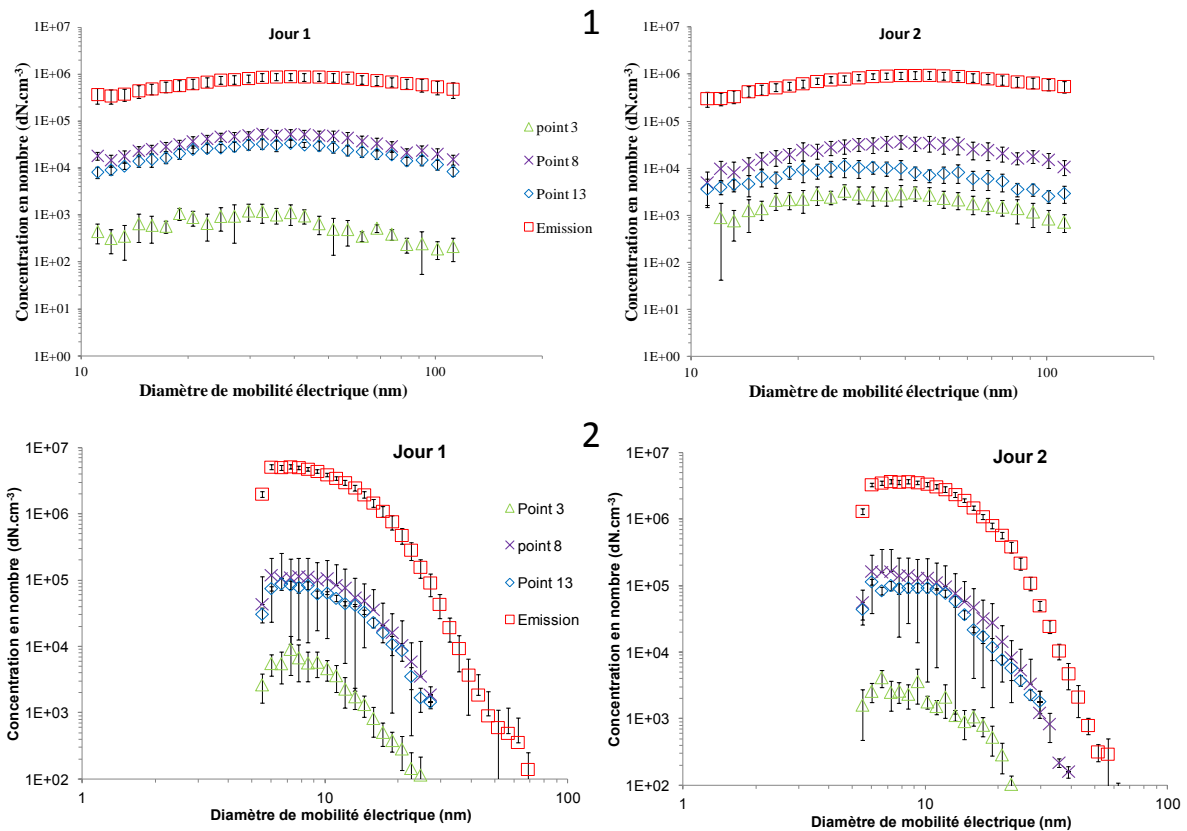 1
Jour 1
Concentration en nombre (dN.cm-3)
1E+07
1E+06
1E+05
1E+04
1E+03
1E+02
1E+01
1E+00
10
100
Diamètre de mobilité électrique (nm)
point 3
Point 8
Point 13
Emission
Jour 2
Concentration en nombre (dN.cm-3)
1E+07
1E+06
1E+05
1E+04
1E+03
1E+02
1E+01
1E+00
10
100
Diamètre de mobilité électrique (nm)
2
Jour 1
Concentration en nombre (dN.cm-3)
1E+07
1E+06
1E+05
1E+04
1E+03
1E+02
1
10
100
Diamètre de mobilité électrique (nm)
Point 3
point 8
Point 13
Emission
Jour 2
Concentration en nombre (dN.cm-3)
1E+07
1E+06
1E+05
1E+04
1E+03
1E+02
1
10
100
Diamètre de mobilité électrique (nm)